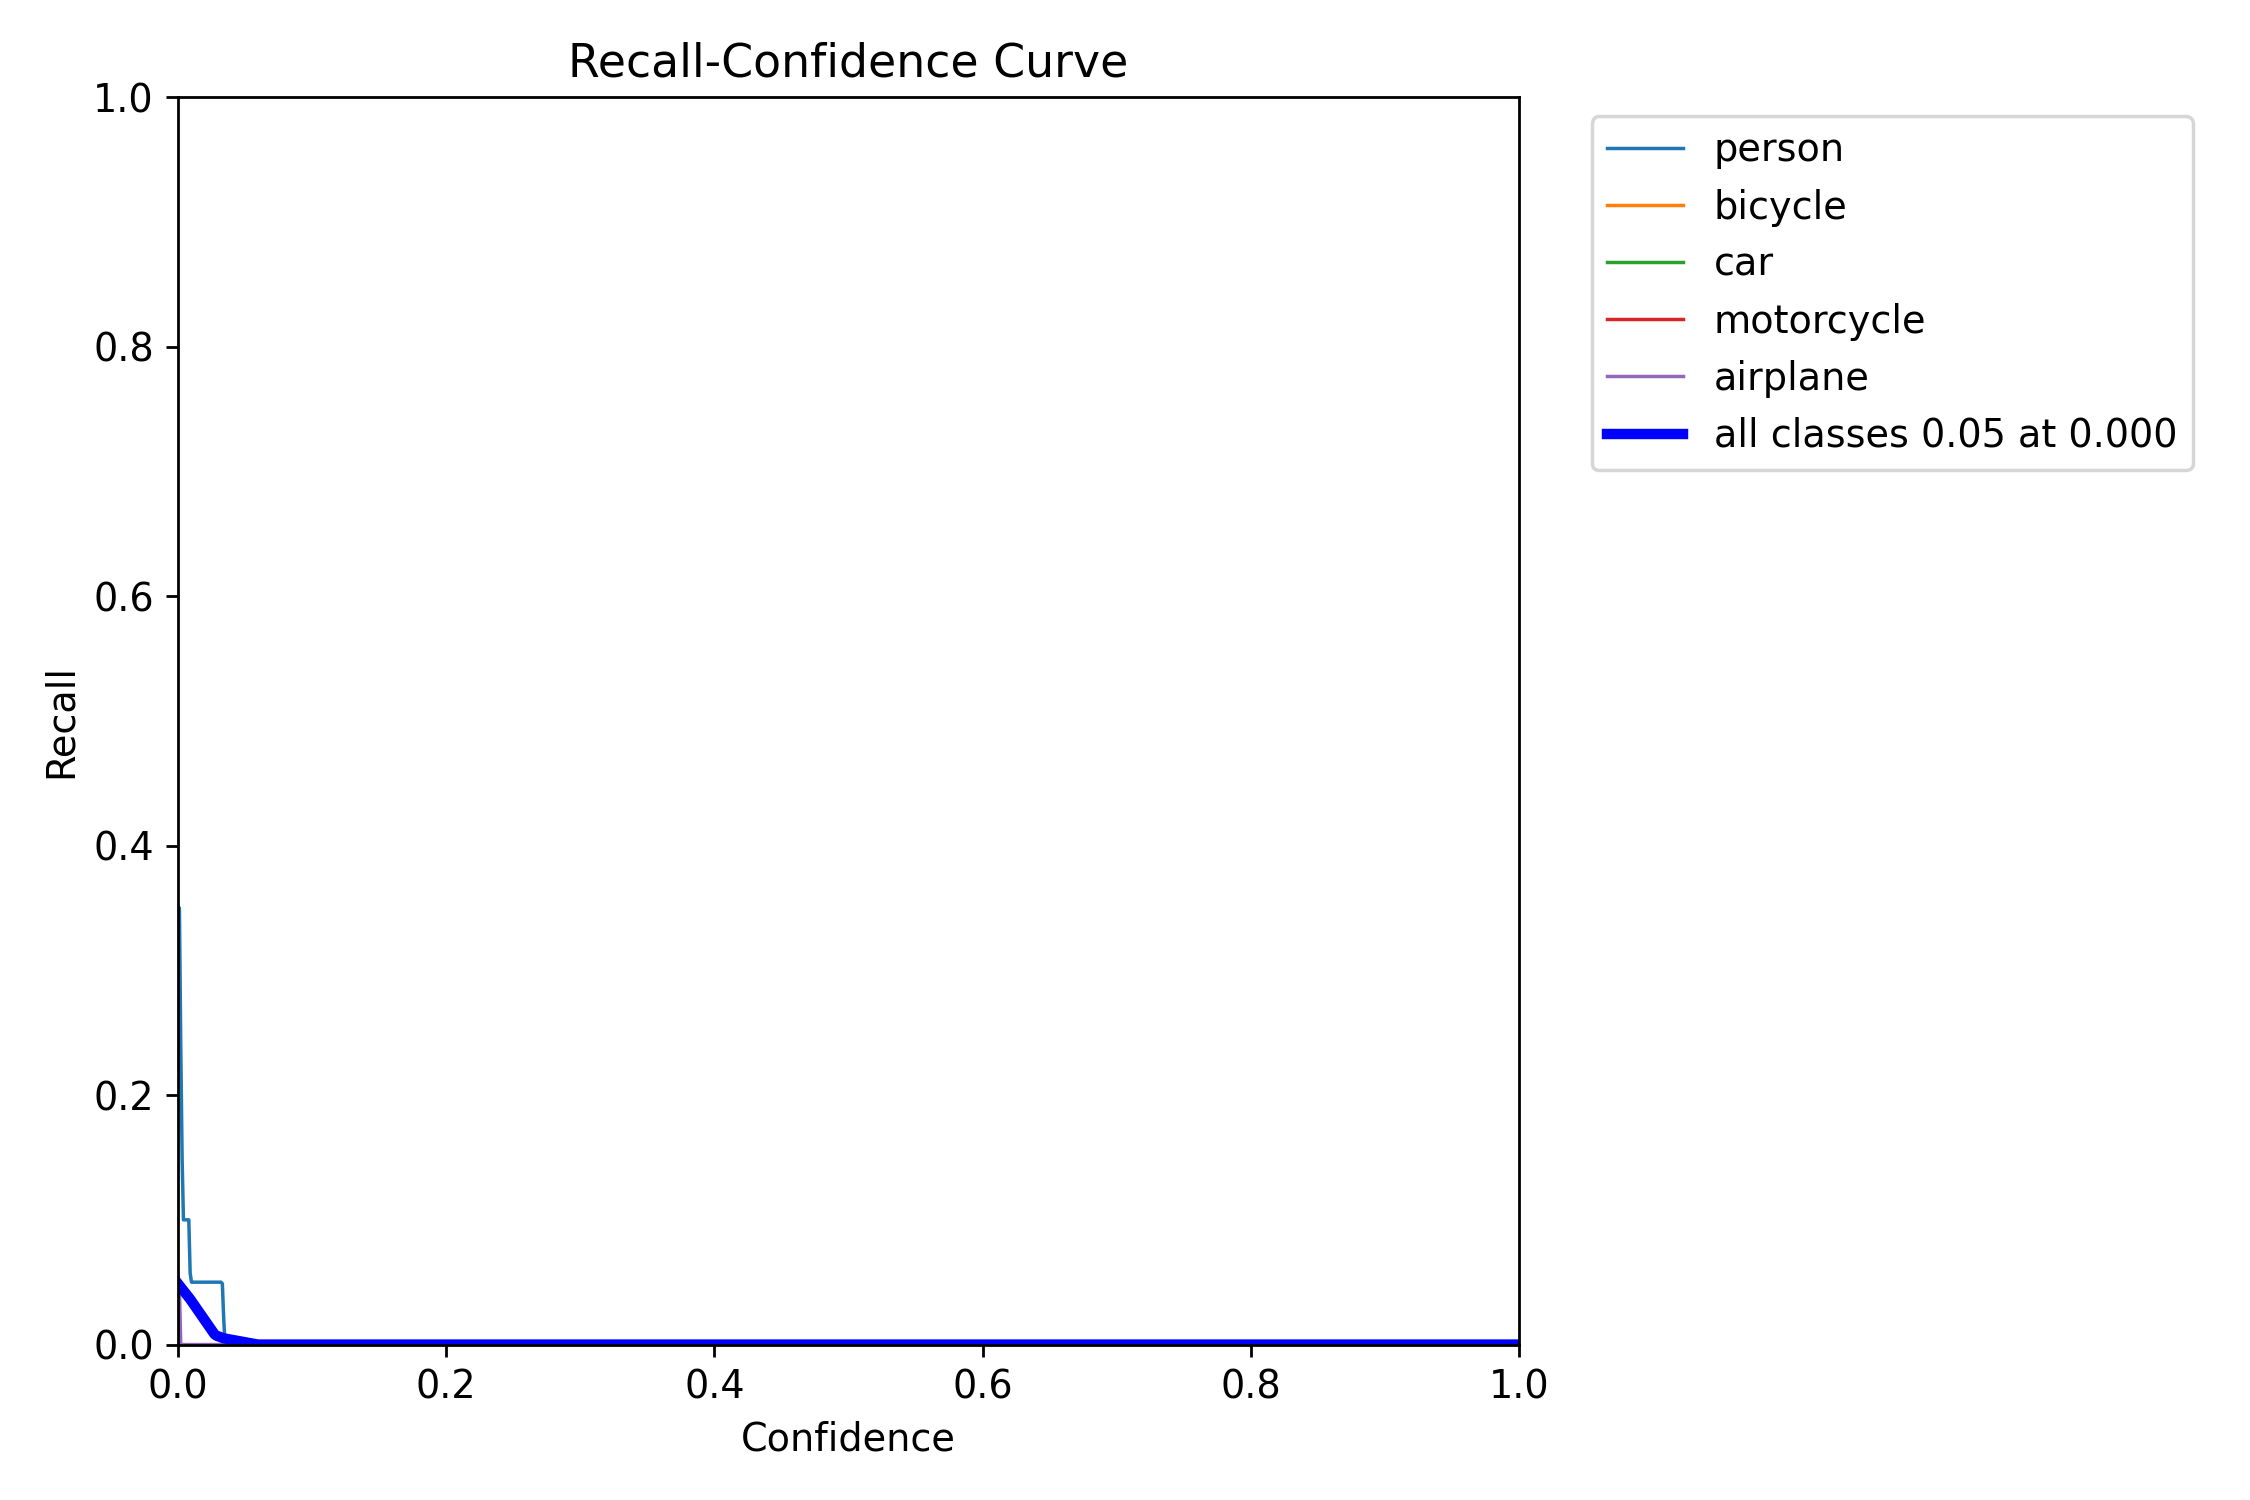 Recall-Confidence Curve
1.0
0.8
0.6
0.4
0.2
0.0
Recall
0.0 0.2 0.4 0.6 0.8 1.0
Confidence
person
bicycle
car
motorcycle
airplane
all classes 0.05 at 0.000